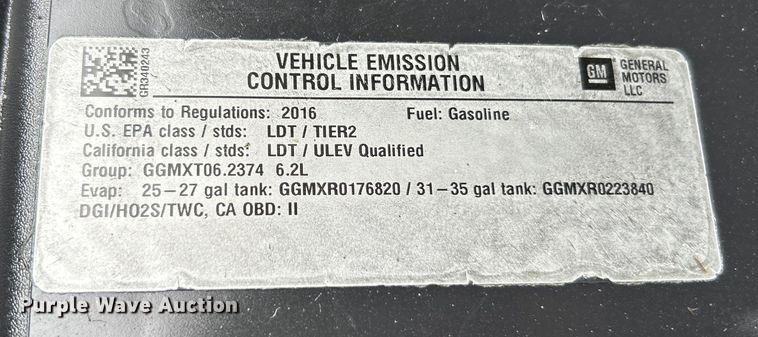 GR340243
VEHICLE EMISSION
CONTROL INFORMATION
GM
GENERAL
MOTORS
LLC
Conforms to Regulations: 2016 Fuel: Gasoline
U.S. EPA class / stds: LDT / TIER2
California class / stds: LDT / ULEV Qualified
Group: GGMXT06.2374 6.2L
Evap: 25-27 gal tank: GGMXR0176820 / 31-35 gal tank: GGMXR0223840
DGI/HO2S/TWC, CA OBD: II
Purple Wave Auction